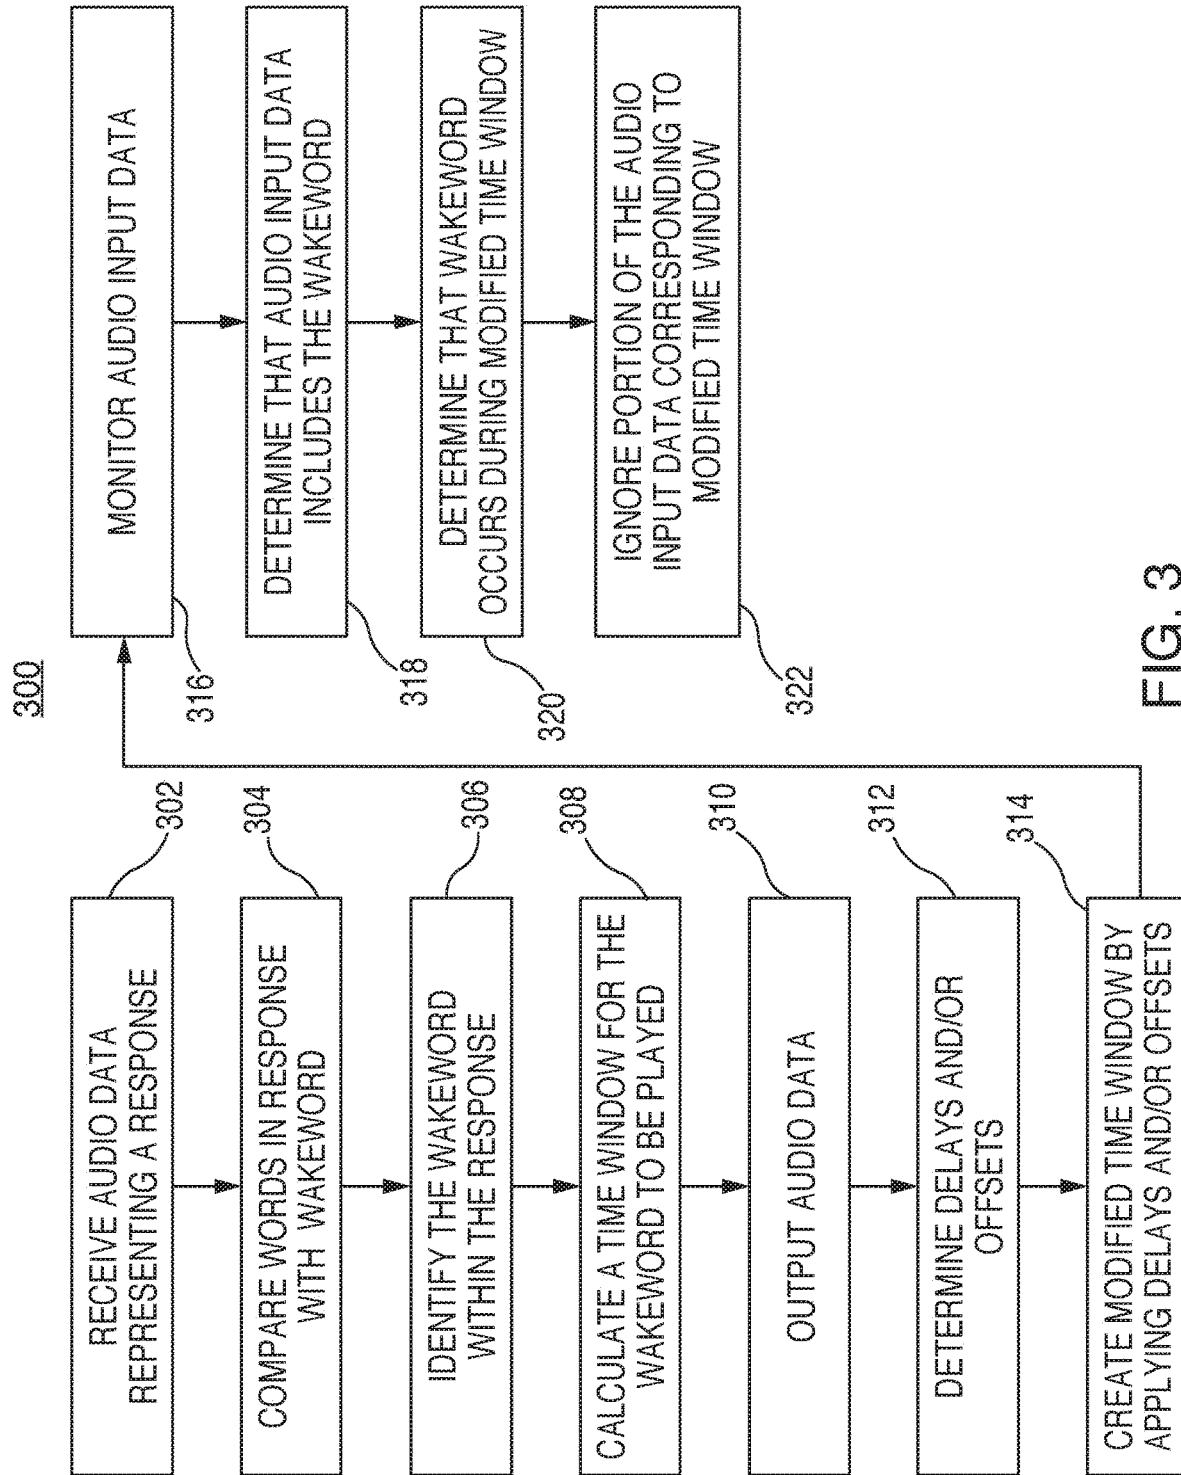 300
RECEIVE AUDIO DATA
REPRESENTING A RESPONSE
302
COMPARE WORDS IN RESPONSE
WITH WAKEWORD
304
IDENTIFY THE WAKEWORD
WITHIN THE RESPONSE
306
CALCULATE A TIME WINDOW FOR THE
WAKEWORD TO BE PLAYED
308
OUTPUT AUDIO DATA
310
DETERMINE DELAYS AND/OR
OFFSETS
312
CREATE MODIFIED TIME WINDOW BY
APPLYING DELAYS AND/OR OFFSETS
314
MONITOR AUDIO INPUT DATA
316
DETERMINE THAT AUDIO INPUT DATA
INCLUDES THE WAKEWORD
318
DETERMINE THAT WAKEWORD
OCCURS DURING MODIFIED TIME WINDOW
320
IGNORE PORTION OF THE AUDIO
INPUT DATA CORRESPONDING TO
MODIFIED TIME WINDOW
322
FIG. 3